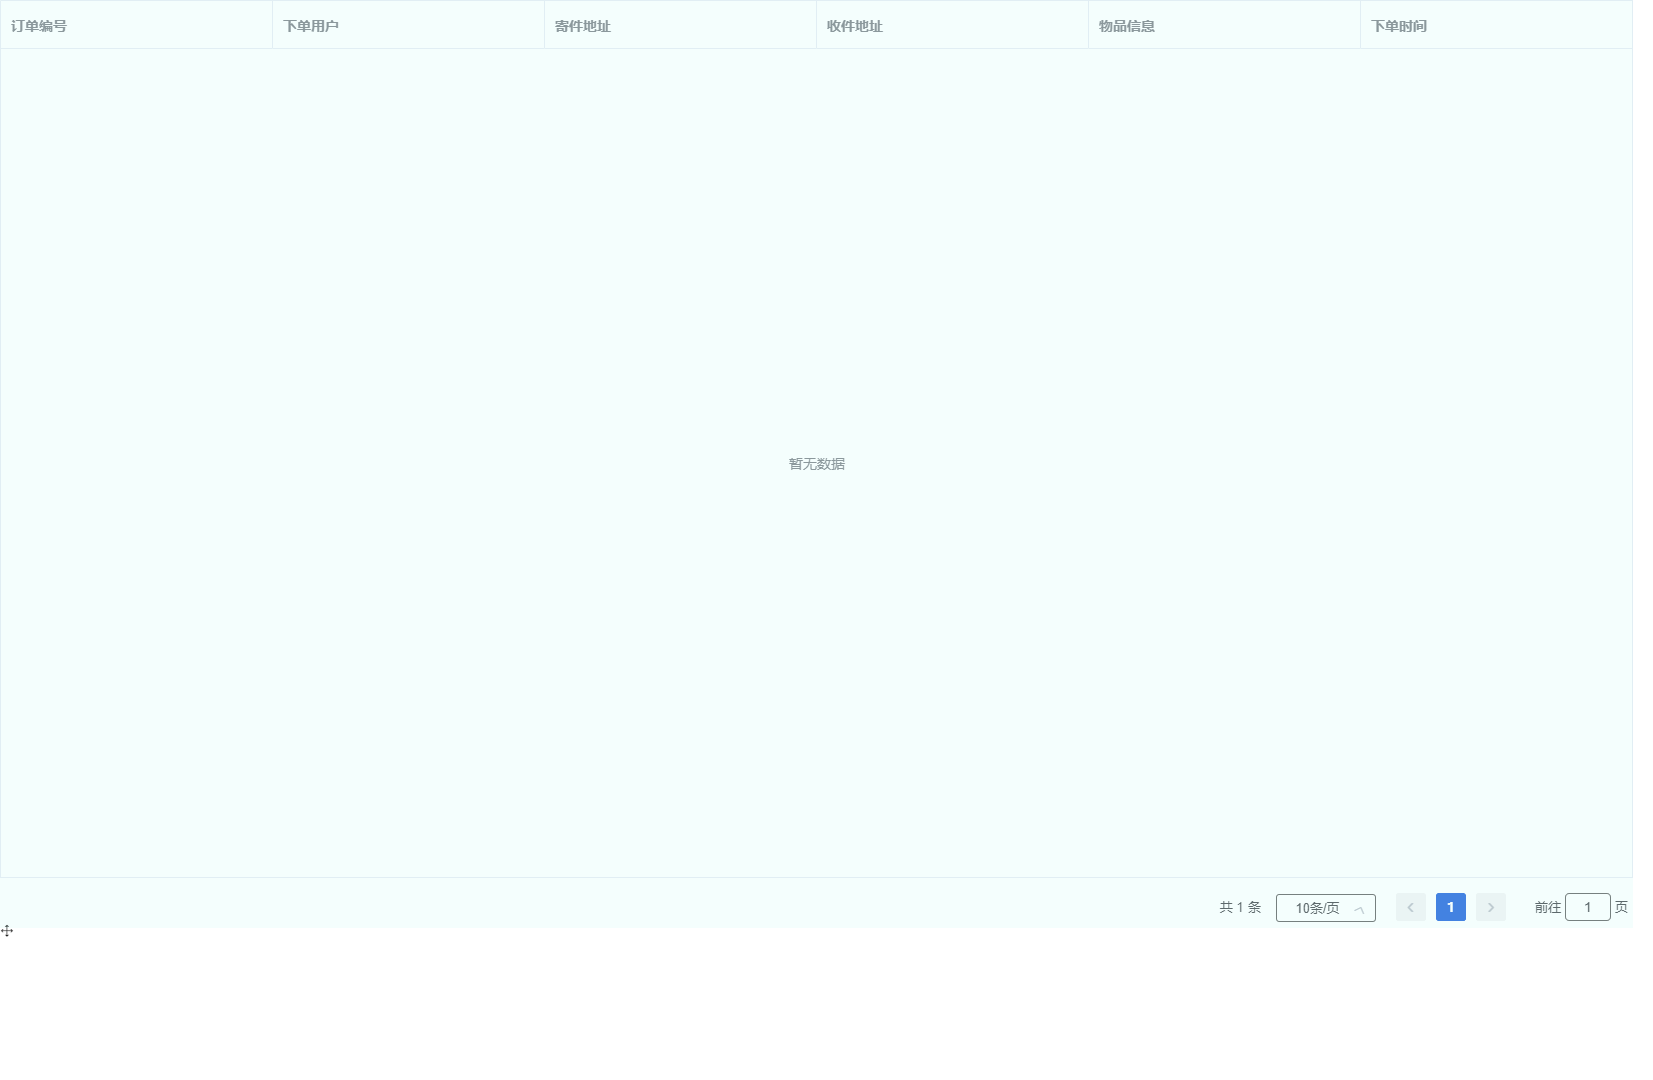 订单编号 下单用户 寄件地址 收件地址 物品信息 下单时间
暂无数据
共 1 条 10条/页 1 前往 1 页